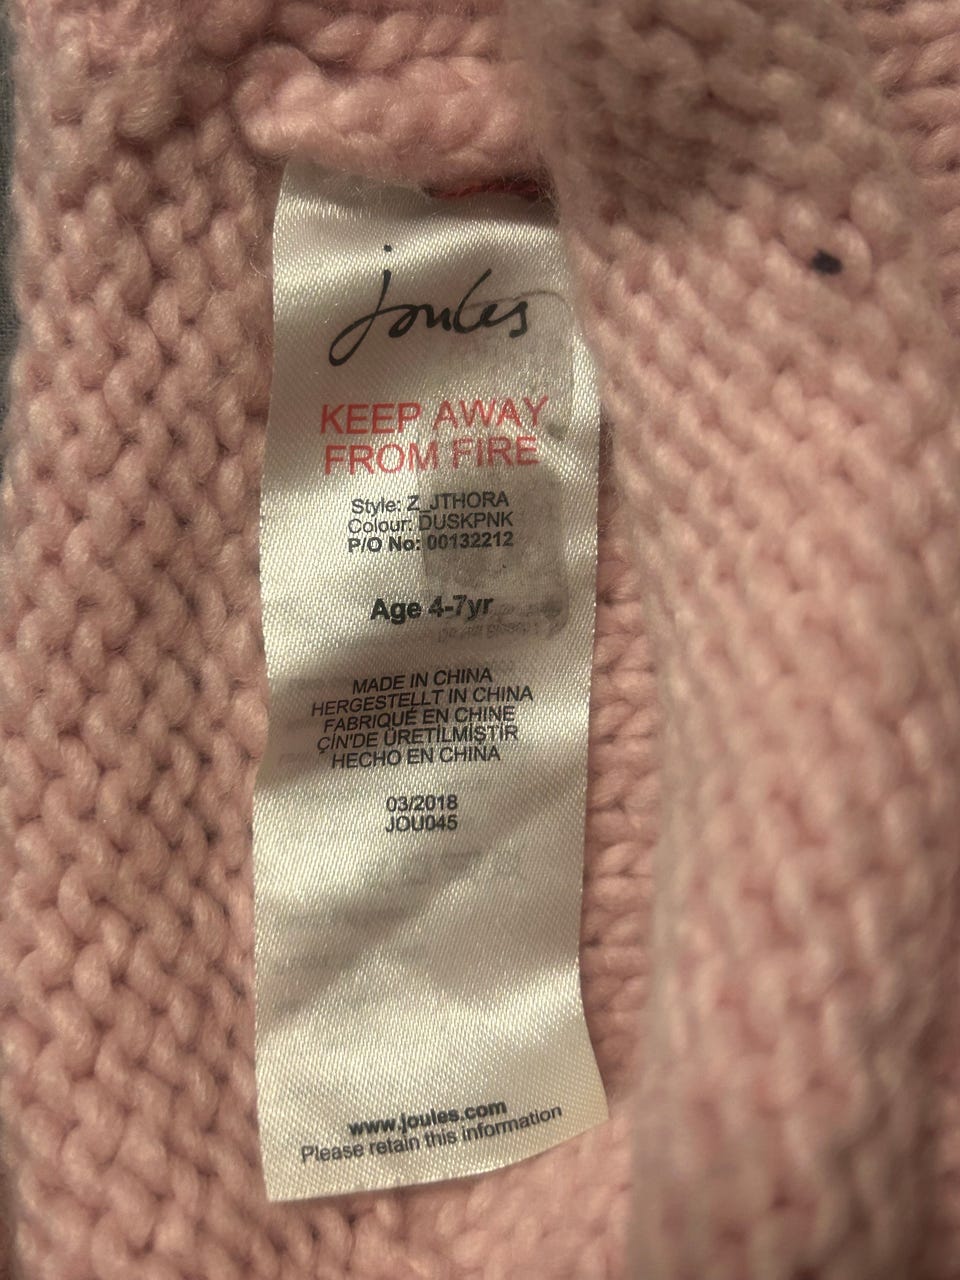 joules
KEEP AWAY
FROM FIRE
Style: Z_JTHORA
Colour: DUSKPNK
P/O No: 00132212
Age 4-7yr
MADE IN CHINA
HERGESTELLT IN CHINA
FABRIQUÉ EN CHINE
ÇİN'DE ÜRETİLMİŞTİR
HECHO EN CHINA
03/2018
JOU045
www.joules.com
Please retain this information